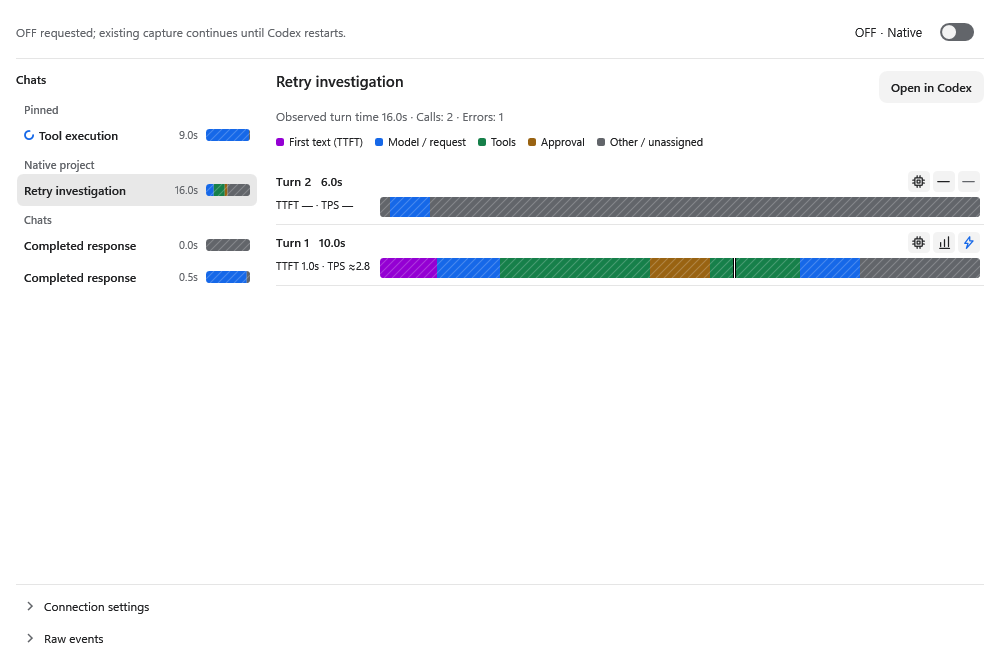 OFF requested; existing capture continues until Codex restarts.
OFF · Native
Chats
Pinned
Tool execution 9.0s
Native project
Retry investigation 16.0s
Chats
Completed response 0.0s
Completed response 0.5s
Retry investigation
Open in Codex
Observed turn time 16.0s · Calls: 2 · Errors: 1
First text (TTFT) Model / request Tools Approval Other / unassigned
Turn 2 6.0s
TTFT — · TPS —
Turn 1 10.0s
TTFT 1.0s · TPS ≈2.8
Connection settings
Raw events